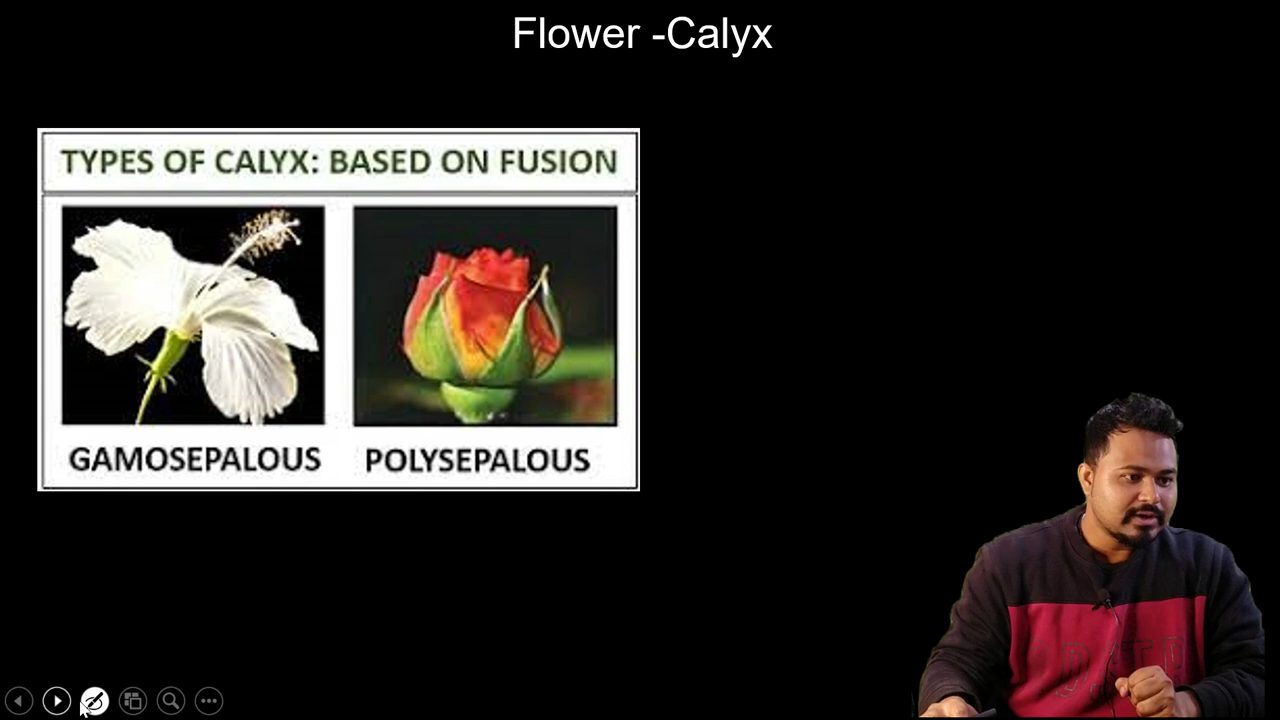 Flower -Calyx
TYPES OF CALYX: BASED ON FUSION
GAMOSEPALOUS
POLYSEPALOUS